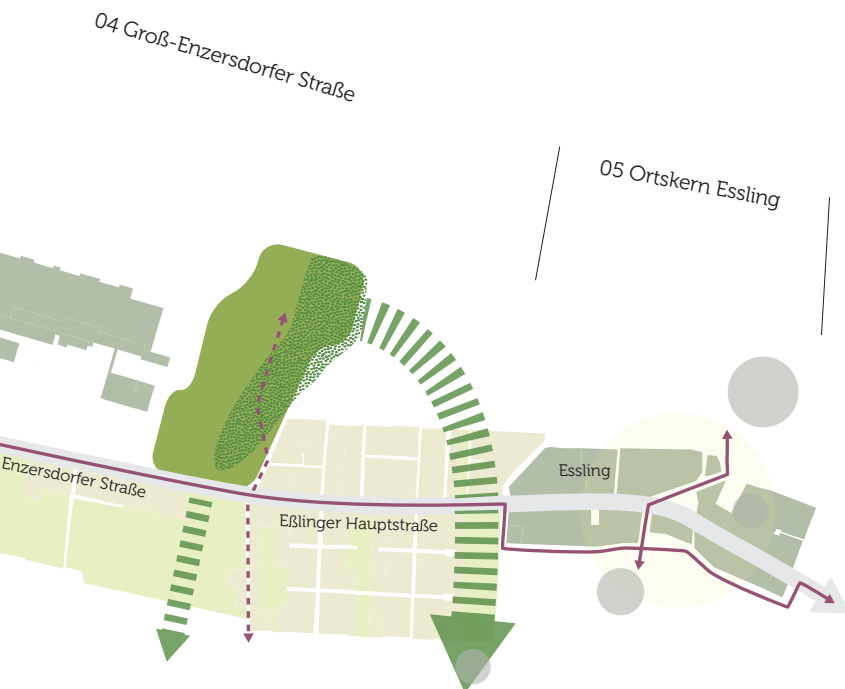 04 Groß-Enzersdorfer Straße
05 Ortskern Essling
Enzersdorfer Straße
Eßlinger Hauptstraße
Essling